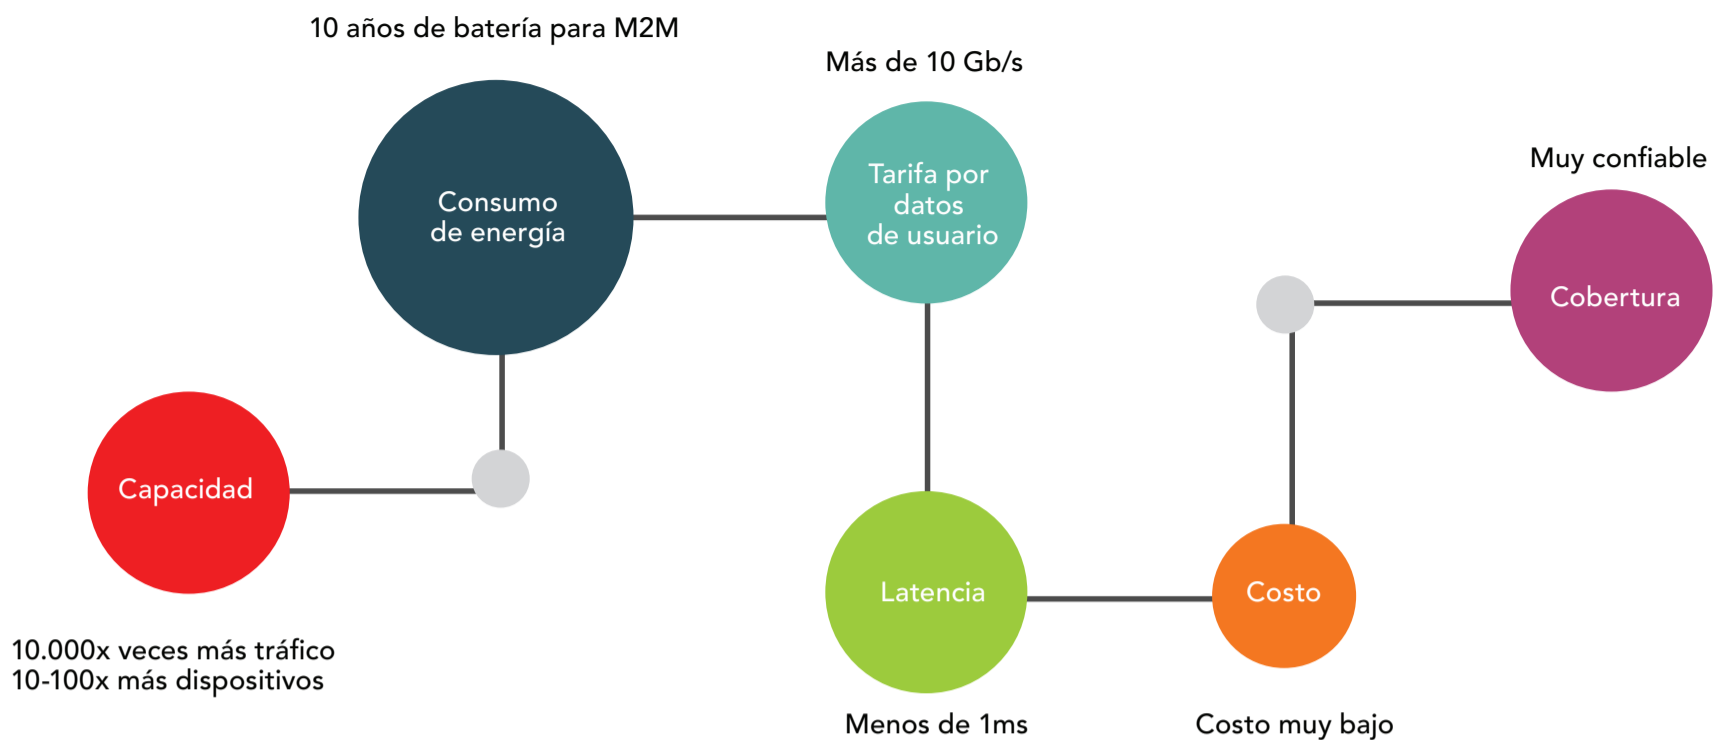 10 años de batería para M2M
Consumo
de energía
Más de 10 Gb/s
Tarifa por
datos
de usuario
Muy confiable
Cobertura
Capacidad
10.000x veces más tráfico
10-100x más dispositivos
Latencia
Menos de 1ms
Costo
Costo muy bajo